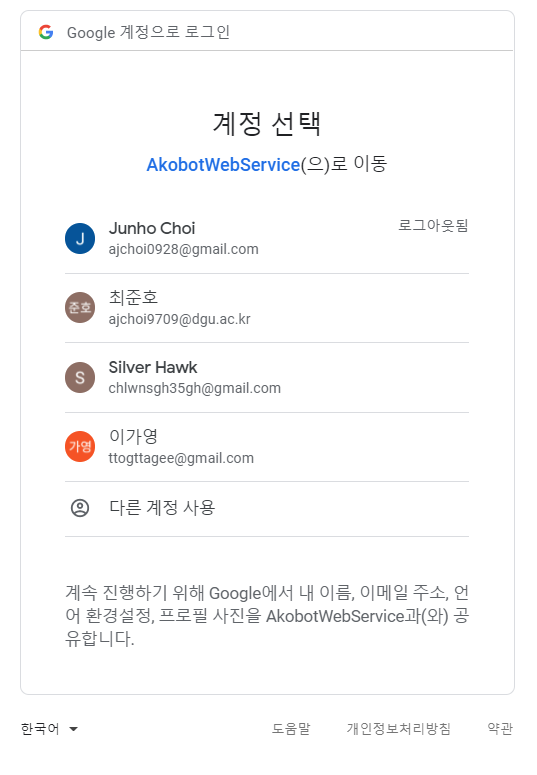 Google 계정으로 로그인
계정 선택
AkobotWebService(으)로 이동
J
Junho Choi
로그아웃됨
ajchoi0928@gmail.com
준호
최준호
ajchoi9709@dgu.ac.kr
S
Silver Hawk
chlwnsgh35gh@gmail.com
가영
이가영
ttogttagee@gmail.com
다른 계정 사용
계속 진행하기 위해 Google에서 내 이름, 이메일 주소, 언
어 환경설정, 프로필 사진을 AkobotWebService과(와) 공
유합니다.
한국어 도움말 개인정보처리방침 약관